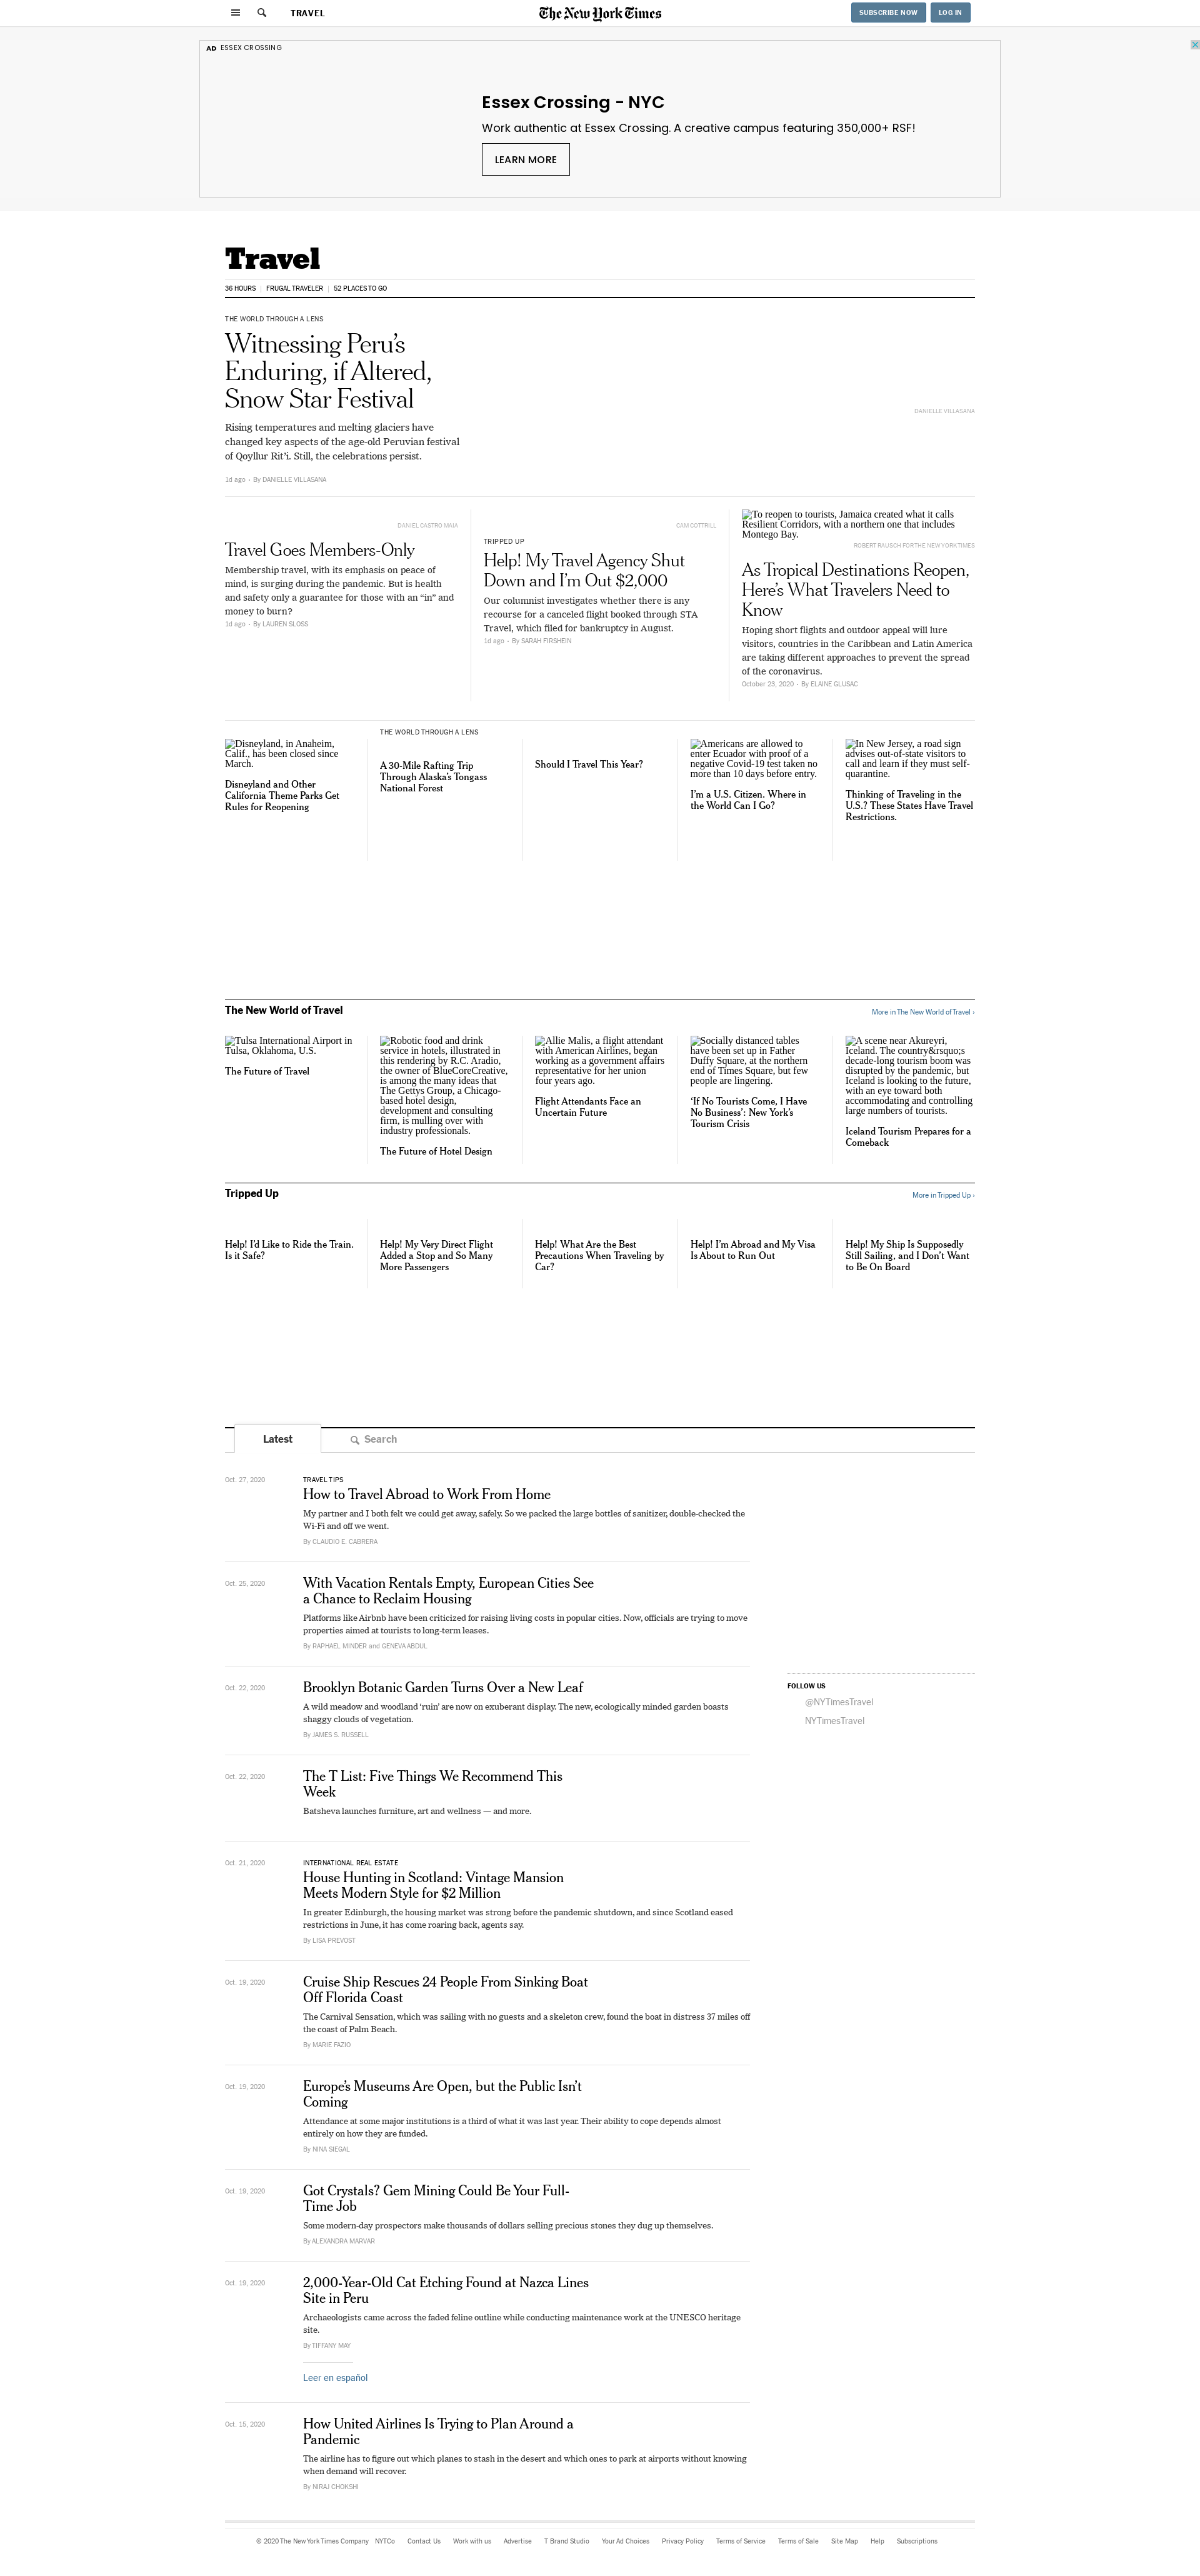 TRAVEL
The New York Times
SUBSCRIBE NOW
LOG IN
AD ESSEX CROSSING
Essex Crossing - NYC
Work authentic at Essex Crossing. A creative campus featuring 350,000+ RSF!
LEARN MORE
Travel
36 HOURS
FRUGAL TRAVELER
52 PLACES TO GO
THE WORLD THROUGH A LENS
Witnessing Peru’s
Enduring, if Altered,
Snow Star Festival
Rising temperatures and melting glaciers have
changed key aspects of the age-old Peruvian festival
of Qoyllur Rit’i. Still, the celebrations persist.
1d ago • By DANIELLE VILLASANA
DANIELLE VILLASANA
DANIEL CASTRO MAIA
Travel Goes Members-Only
Membership travel, with its emphasis on peace of
mind, is surging during the pandemic. But is health
and safety only a guarantee for those with an “in” and
money to burn?
1d ago • By LAUREN SLOSS
CAM COTTRILL
TRIPPED UP
Help! My Travel Agency Shut
Down and I’m Out $2,000
Our columnist investigates whether there is any
recourse for a canceled flight booked through STA
Travel, which filed for bankruptcy in August.
1d ago • By SARAH FIRSHEIN
To reopen to tourists, Jamaica created what it calls
Resilient Corridors, with a northern one that includes
Montego Bay.
ROBERT RAUSCH FOR THE NEW YORK TIMES
As Tropical Destinations Reopen,
Here’s What Travelers Need to
Know
Hoping short flights and outdoor appeal will lure
visitors, countries in the Caribbean and Latin America
are taking different approaches to prevent the spread
of the coronavirus.
October 23, 2020 • By ELAINE GLUSAC
Disneyland, in Anaheim,
Calif., has been closed since
March.
Disneyland and Other
California Theme Parks Get
Rules for Reopening
THE WORLD THROUGH A LENS
A 30-Mile Rafting Trip
Through Alaska’s Tongass
National Forest
Should I Travel This Year?
Americans are allowed to
enter Ecuador with proof of a
negative Covid-19 test taken no
more than 10 days before entry.
I’m a U.S. Citizen. Where in
the World Can I Go?
In New Jersey, a road sign
advises out-of-state visitors to
call and learn if they must self-
quarantine.
Thinking of Traveling in the
U.S.? These States Have Travel
Restrictions.
The New World of Travel
More in The New World of Travel ›
Tulsa International Airport in
Tulsa, Oklahoma, U.S.
The Future of Travel
Robotic food and drink
service in hotels, illustrated in
this rendering by R.C. Aradio,
the owner of BlueCoreCreative,
is among the many ideas that
The Gettys Group, a Chicago-
based hotel design,
development and consulting
firm, is mulling over with
industry professionals.
The Future of Hotel Design
Allie Malis, a flight attendant
with American Airlines, began
working as a government affairs
representative for her union
four years ago.
Flight Attendants Face an
Uncertain Future
Socially distanced tables
have been set up in Father
Duffy Square, at the northern
end of Times Square, but few
people are lingering.
‘If No Tourists Come, I Have
No Business’: New York’s
Tourism Crisis
A scene near Akureyri,
Iceland. The country&rsquo;s
decade-long tourism boom was
disrupted by the pandemic, but
Iceland is looking to the future,
with an eye toward both
accommodating and controlling
large numbers of tourists.
Iceland Tourism Prepares for a
Comeback
Tripped Up
More in Tripped Up ›
Help! I’d Like to Ride the Train.
Is it Safe?
Help! My Very Direct Flight
Added a Stop and So Many
More Passengers
Help! What Are the Best
Precautions When Traveling by
Car?
Help! I’m Abroad and My Visa
Is About to Run Out
Help! My Ship Is Supposedly
Still Sailing, and I Don’t Want
to Be On Board
Latest
Search
Oct. 27, 2020
TRAVEL TIPS
How to Travel Abroad to Work From Home
My partner and I both felt we could get away, safely. So we packed the large bottles of sanitizer, double-checked the
Wi-Fi and off we went.
By CLAUDIO E. CABRERA
Oct. 25, 2020
With Vacation Rentals Empty, European Cities See
a Chance to Reclaim Housing
Platforms like Airbnb have been criticized for raising living costs in popular cities. Now, officials are trying to move
properties aimed at tourists to long-term leases.
By RAPHAEL MINDER and GENEVA ABDUL
FOLLOW US
@NYTimesTravel
NYTimesTravel
Oct. 22, 2020
Brooklyn Botanic Garden Turns Over a New Leaf
A wild meadow and woodland ‘ruin’ are now on exuberant display. The new, ecologically minded garden boasts
shaggy clouds of vegetation.
By JAMES S. RUSSELL
Oct. 22, 2020
The T List: Five Things We Recommend This
Week
Batsheva launches furniture, art and wellness — and more.
Oct. 21, 2020
INTERNATIONAL REAL ESTATE
House Hunting in Scotland: Vintage Mansion
Meets Modern Style for $2 Million
In greater Edinburgh, the housing market was strong before the pandemic shutdown, and since Scotland eased
restrictions in June, it has come roaring back, agents say.
By LISA PREVOST
Oct. 19, 2020
Cruise Ship Rescues 24 People From Sinking Boat
Off Florida Coast
The Carnival Sensation, which was sailing with no guests and a skeleton crew, found the boat in distress 37 miles off
the coast of Palm Beach.
By MARIE FAZIO
Oct. 19, 2020
Europe’s Museums Are Open, but the Public Isn’t
Coming
Attendance at some major institutions is a third of what it was last year. Their ability to cope depends almost
entirely on how they are funded.
By NINA SIEGAL
Oct. 19, 2020
Got Crystals? Gem Mining Could Be Your Full-
Time Job
Some modern-day prospectors make thousands of dollars selling precious stones they dug up themselves.
By ALEXANDRA MARVAR
Oct. 19, 2020
2,000-Year-Old Cat Etching Found at Nazca Lines
Site in Peru
Archaeologists came across the faded feline outline while conducting maintenance work at the UNESCO heritage
site.
By TIFFANY MAY
Leer en español
Oct. 15, 2020
How United Airlines Is Trying to Plan Around a
Pandemic
The airline has to figure out which planes to stash in the desert and which ones to park at airports without knowing
when demand will recover.
By NIRAJ CHOKSHI
© 2020 The New York Times Company NYTCo Contact Us Work with us Advertise T Brand Studio Your Ad Choices Privacy Policy Terms of Service Terms of Sale Site Map Help Subscriptions